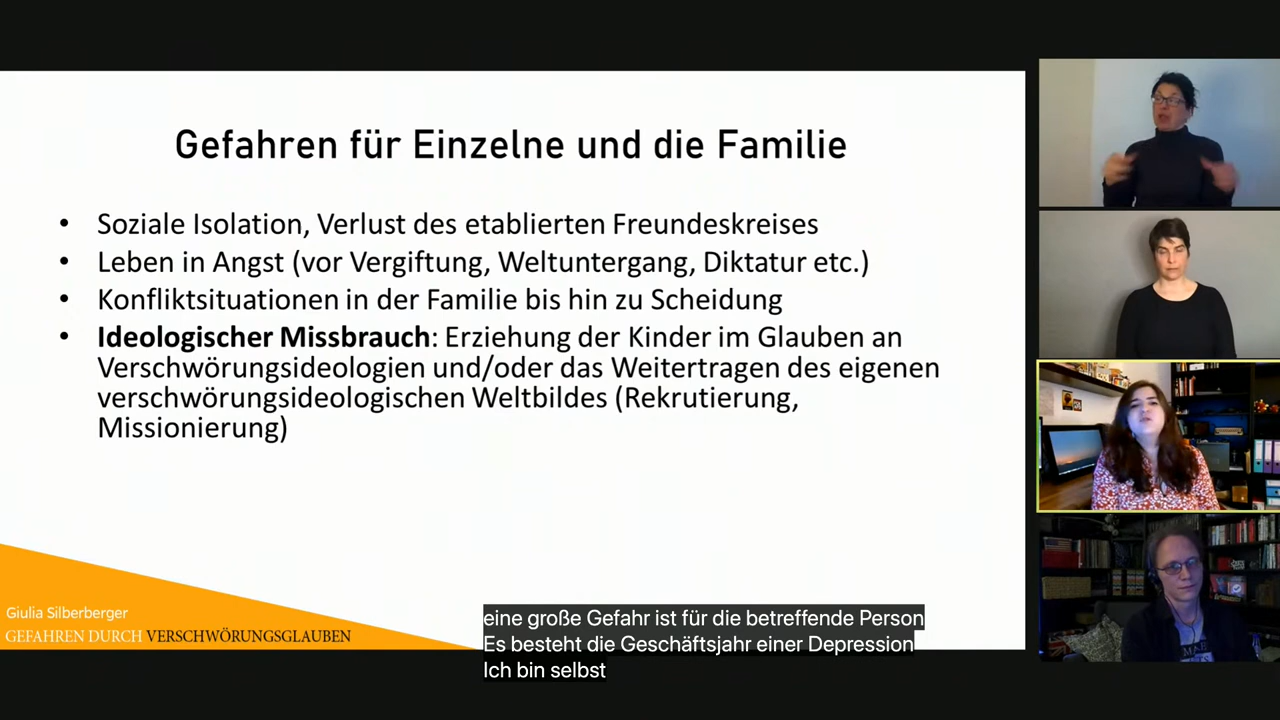 Gefahren für Einzelne und die Familie
• Soziale Isolation, Verlust des etablierten Freundeskreises
• Leben in Angst (vor Vergiftung, Weltuntergang, Diktatur etc.)
• Konfliktsituationen in der Familie bis hin zu Scheidung
• Ideologischer Missbrauch: Erziehung der Kinder im Glauben an
Verschwörungsideologien und/oder das Weitertragen des eigenen
verschwörungsideologischen Weltbildes (Rekrutierung,
Missionierung)
Giulia Silberberger
GEFAHREN DURCH VERSCHWÖRUNGSGLAUBEN
eine große Gefahr ist für die betreffende Person
Es besteht die Geschäftsjahr einer Depression
Ich bin selbst